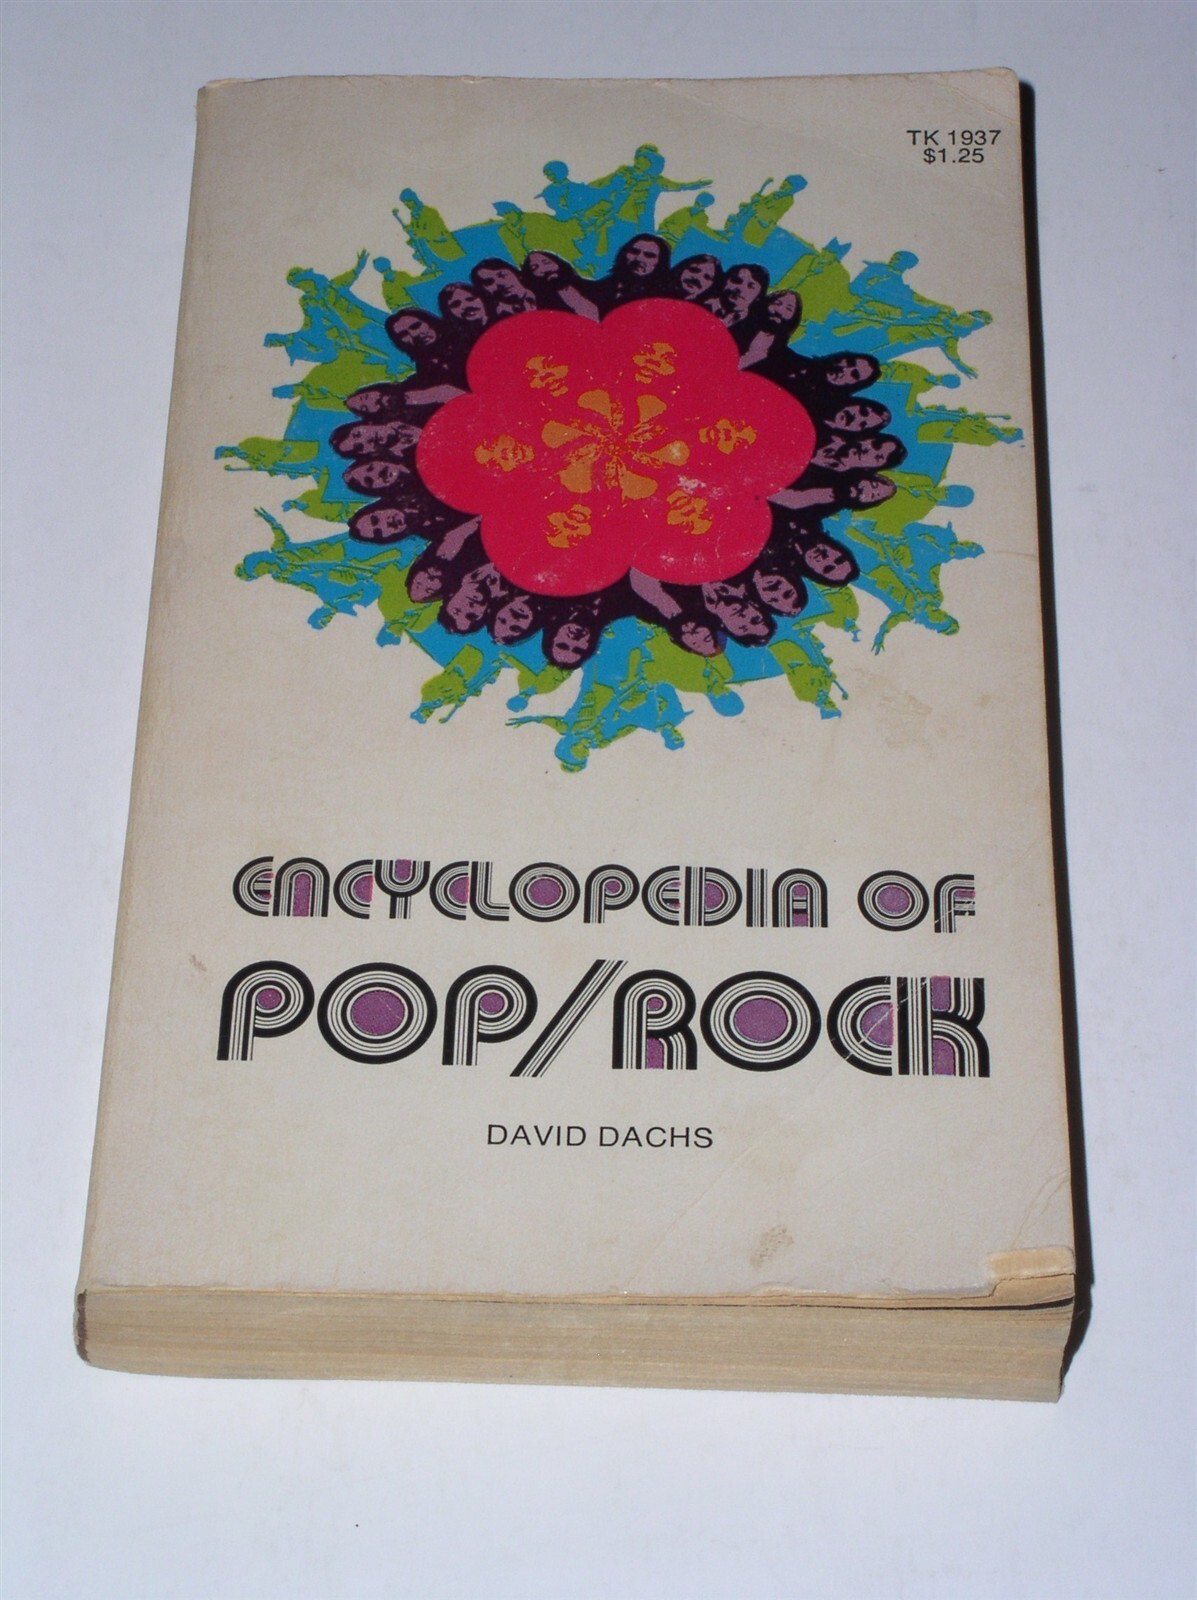 TK 1937
$1.25
ENCYCLOPEDIA OF
POP/ROCK
DAVID DACHS